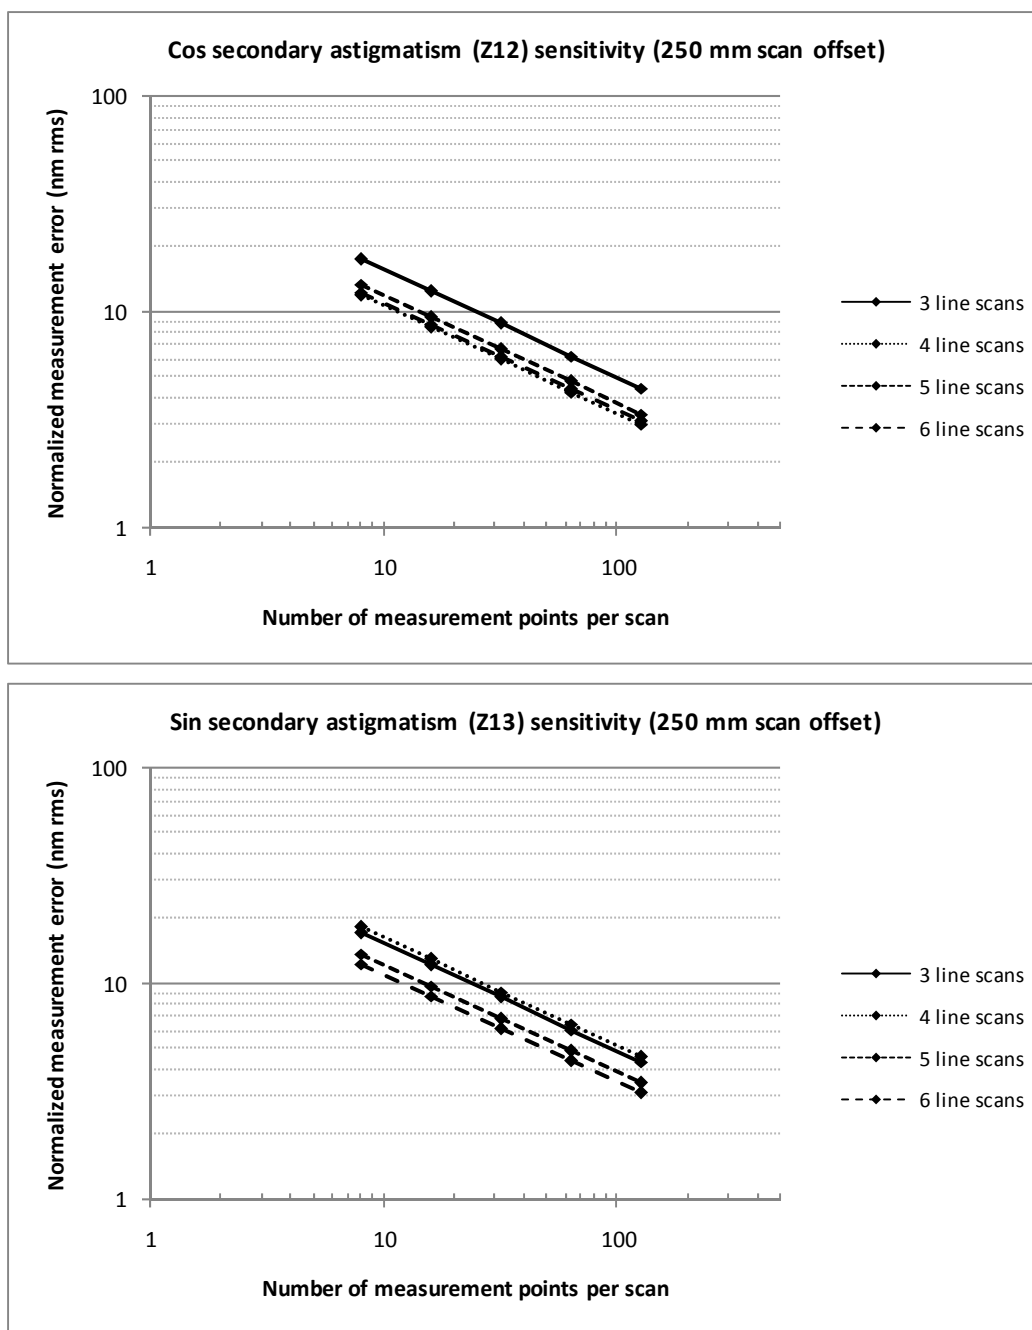 Cos secondary astigmatism (Z12) sensitivity (250 mm scan offset)
Normalized measurement error (nm rms)
100
10
1
1
10
100
Number of measurement points per scan
3 line scans
4 line scans
5 line scans
6 line scans
Sin secondary astigmatism (Z13) sensitivity (250 mm scan offset)
Normalized measurement error (nm rms)
100
10
1
1
10
100
Number of measurement points per scan
3 line scans
4 line scans
5 line scans
6 line scans